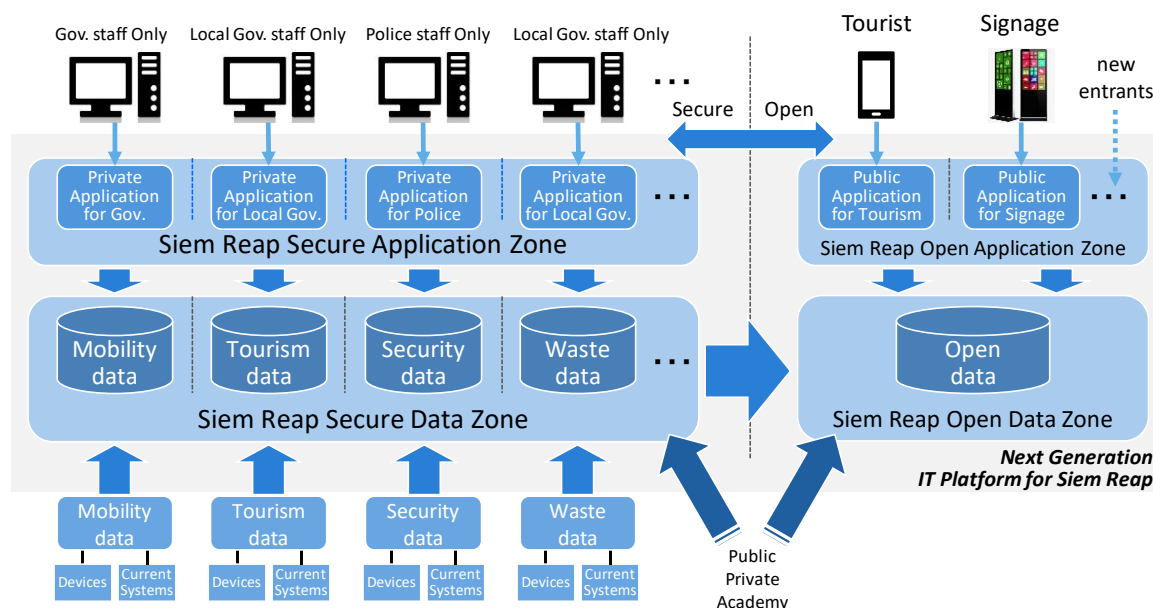 Gov. staff Only
Local Gov. staff Only
Police staff Only
Local Gov. staff Only
Tourist
Signage
...
new
entrants
Secure
Open
Private
Application
for Gov.
Private
Application
for Local Gov.
Private
Application
for Police
Private
Application
for Local Gov.
...
Siem Reap Secure Application Zone
Public
Application
for Tourism
Public
Application
for Signage
...
Siem Reap Open Application Zone
Mobility
data
Tourism
data
Security
data
Waste
data
...
Siem Reap Secure Data Zone
Open
data
Siem Reap Open Data Zone
Next Generation
IT Platform for Siem Reap
Mobility
data
Tourism
data
Security
data
Waste
data
Devices
Current
Systems
Devices
Current
Systems
Devices
Current
Systems
Devices
Current
Systems
Public
Private
Academy